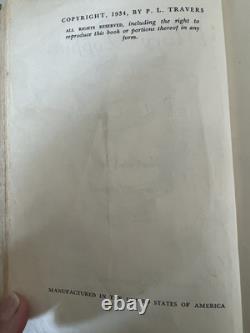 COPYRIGHT, 1934, BY P. L. TRAVERS
ALL RIGHTS RESERVED, including the right to
reproduce this book or portions thereof in any
form.
MANUFACTURED IN T STATES OF AMERICA